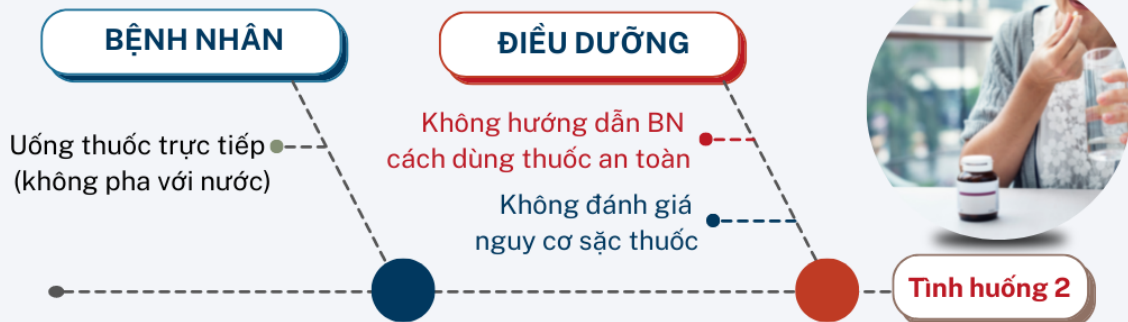 BỆNH NHÂN
ĐIỀU DƯỠNG
Uống thuốc trực tiếp
(không pha với nước)
Không hướng dẫn BN
cách dùng thuốc an toàn
Không đánh giá
nguy cơ sặc thuốc
Tình huống 2